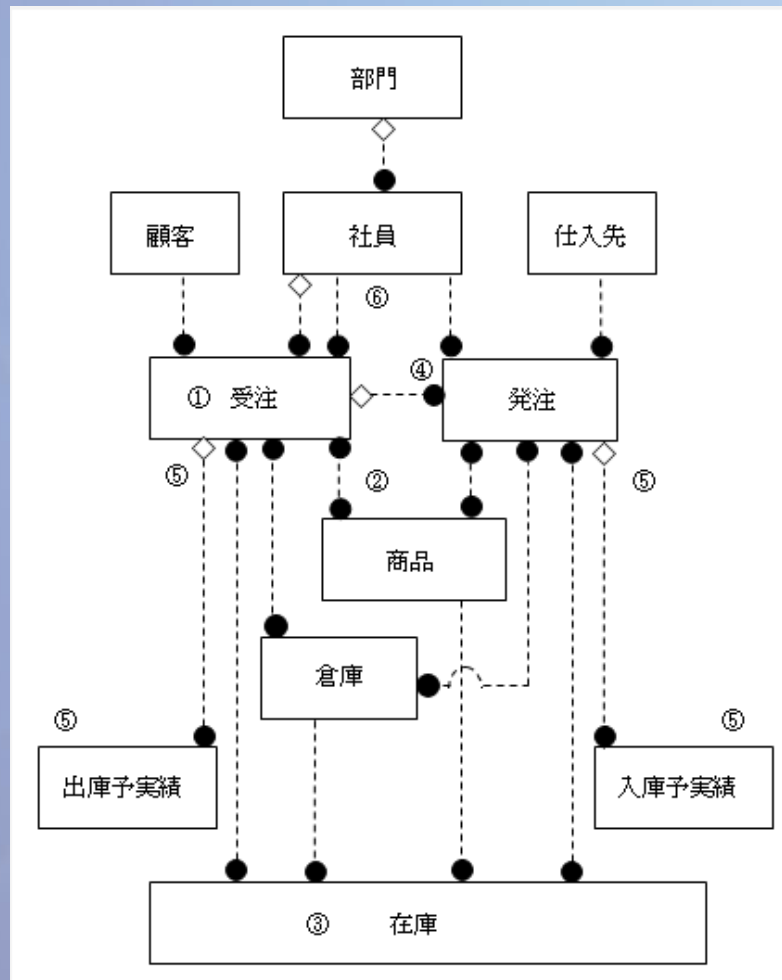 部門
顧客
社員
仕入先
⑥
④
① 受注
発注
⑤
②
⑤
商品
倉庫
⑤
⑤
出庫予実績
入庫予実績
③ 在庫